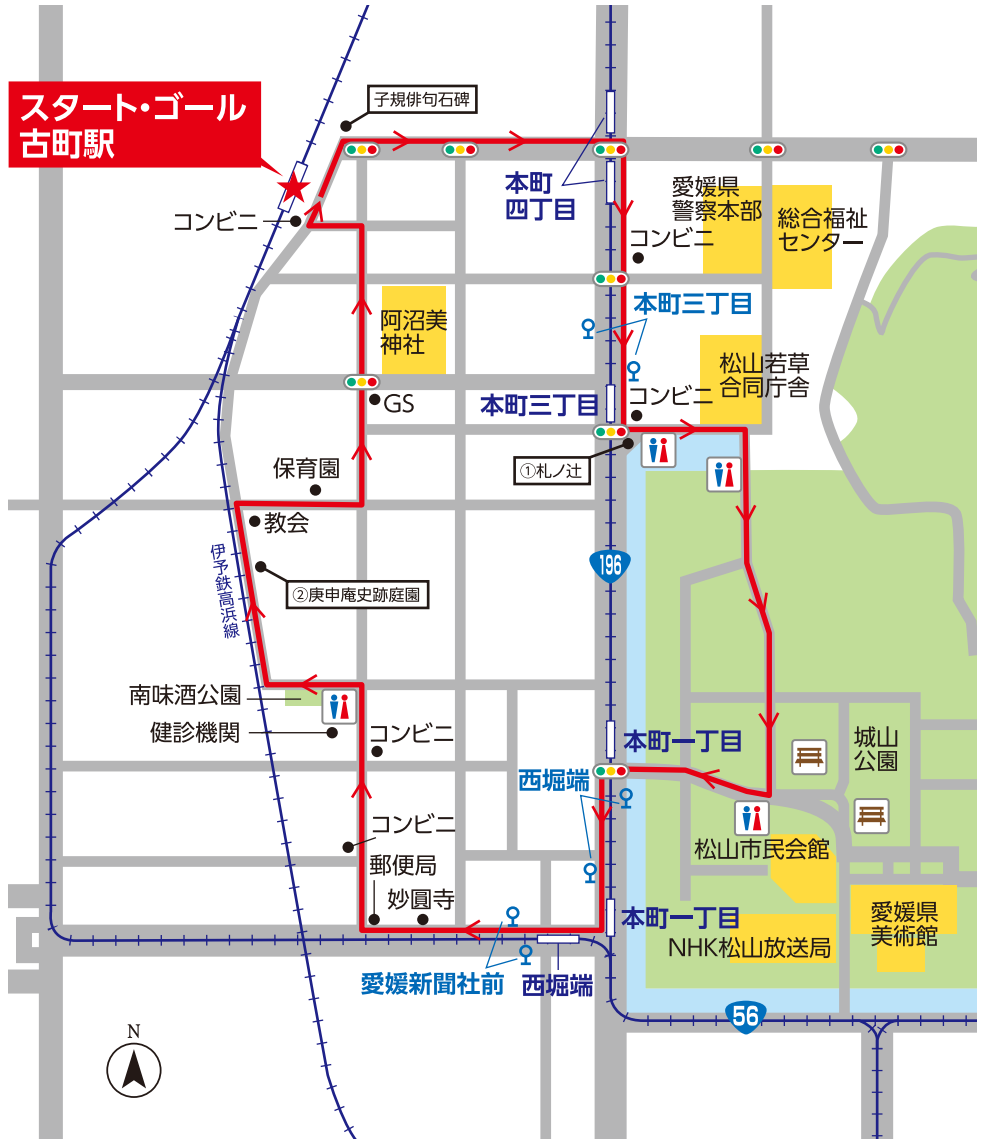 スタート・ゴール
古町駅
子規俳句石碑
コンビニ
本町
四丁目
愛媛県
警察本部
総合福祉
センター
コンビニ
本町三丁目
阿沼美
神社
松山若草
合同庁舎
GS
本町三丁目
コンビニ
①札ノ辻
保育園
教会
伊予鉄高浜線
②庚申庵史跡庭園
196
南味酒公園
健診機関
コンビニ
本町一丁目
城山
公園
西堀端
コンビニ
郵便局
妙圓寺
松山市民会館
本町一丁目
NHK松山放送局
愛媛県
美術館
愛媛新聞社前
西堀端
56
N